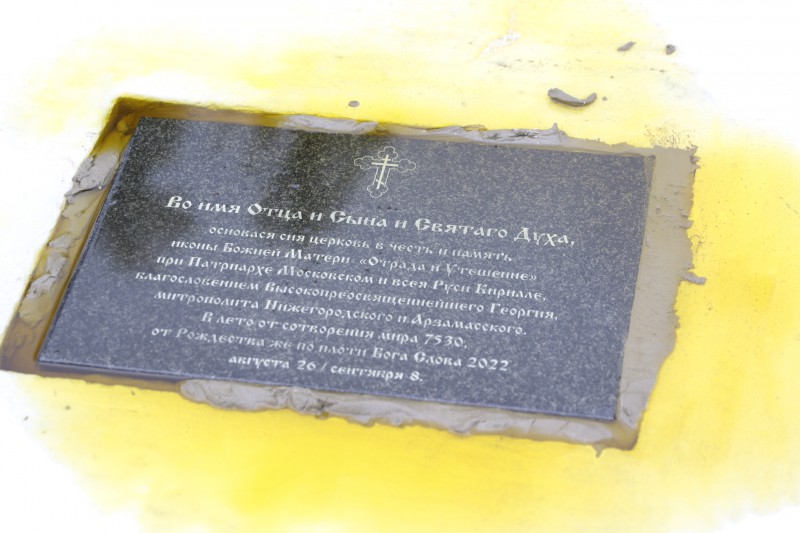 Во имя Отца и Сына и Святаго Духа,
основася сия церковь в честь и память
иконы Божией Матери: «Отрада и Утешение»
при Патриархе Московском и всея Руси Кирилле,
благословением Высокопреосвященнейшего Георгия,
митрополита Нижегородского и Арзамасского.
В лето от сотворения мира 7530,
от Рождества же по плоти Бога Слова 2022
августа 26 / сентября 8.